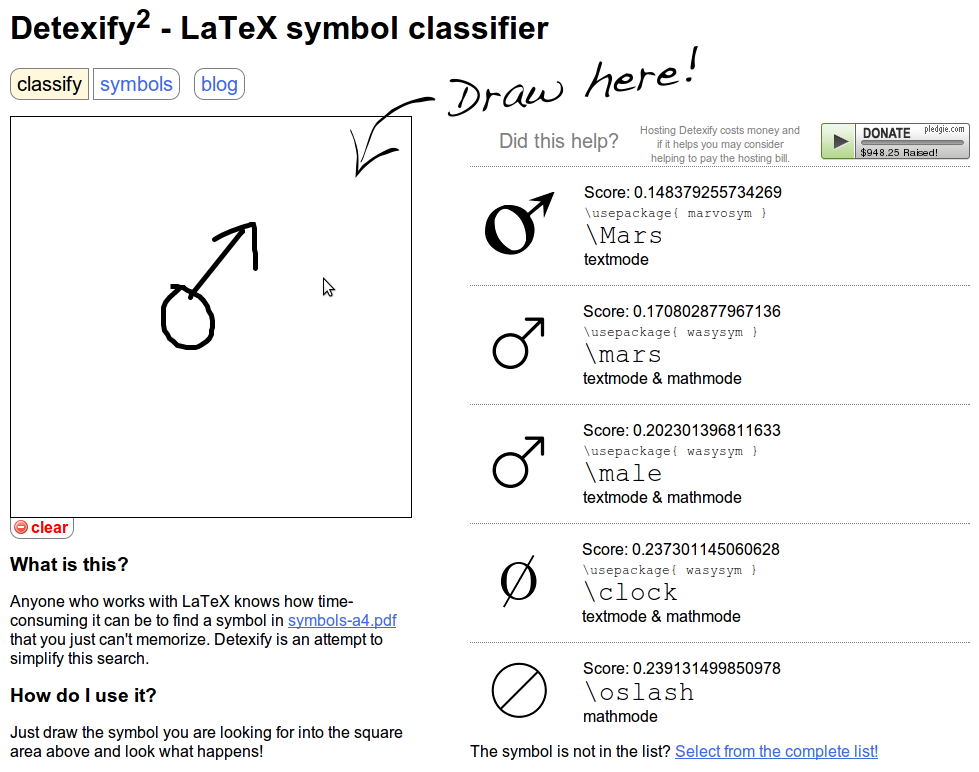 Detexify2 - LaTeX symbol classifier
classify symbols blog
Draw here!
Did this help?
Hosting Detexify costs money and
if it helps you may consider
helping to pay the hosting bill.
DONATE pledgie.com
$948.25 Raised!
Score: 0.148379255734269
\usepackage{ marvosym }
\Mars
textmode
Score: 0.170802877967136
\usepackage{ wasysym }
\mars
textmode & mathmode
Score: 0.202301396811633
\usepackage{ wasysym }
\male
textmode & mathmode
Score: 0.237301145060628
\usepackage{ wasysym }
\clock
textmode & mathmode
Score: 0.239131499850978
\oslash
mathmode
The symbol is not in the list? Select from the complete list!
clear
What is this?
Anyone who works with LaTeX knows how time-
consuming it can be to find a symbol in symbols-a4.pdf
that you just can't memorize. Detexify is an attempt to
simplify this search.
How do I use it?
Just draw the symbol you are looking for into the square
area above and look what happens!